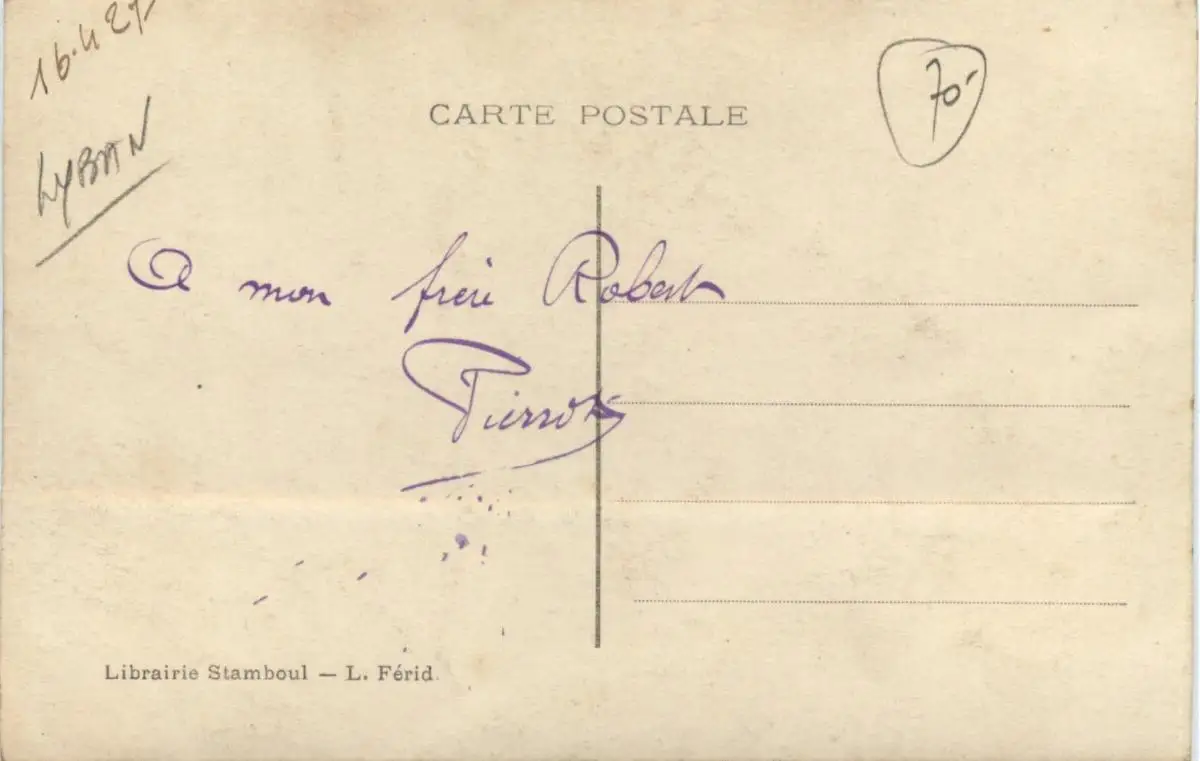 16.4 27
LYBAN
CARTE POSTALE
70-
A mon frère Robert
Pierrot
Librairie Stamboul — L. Férid.